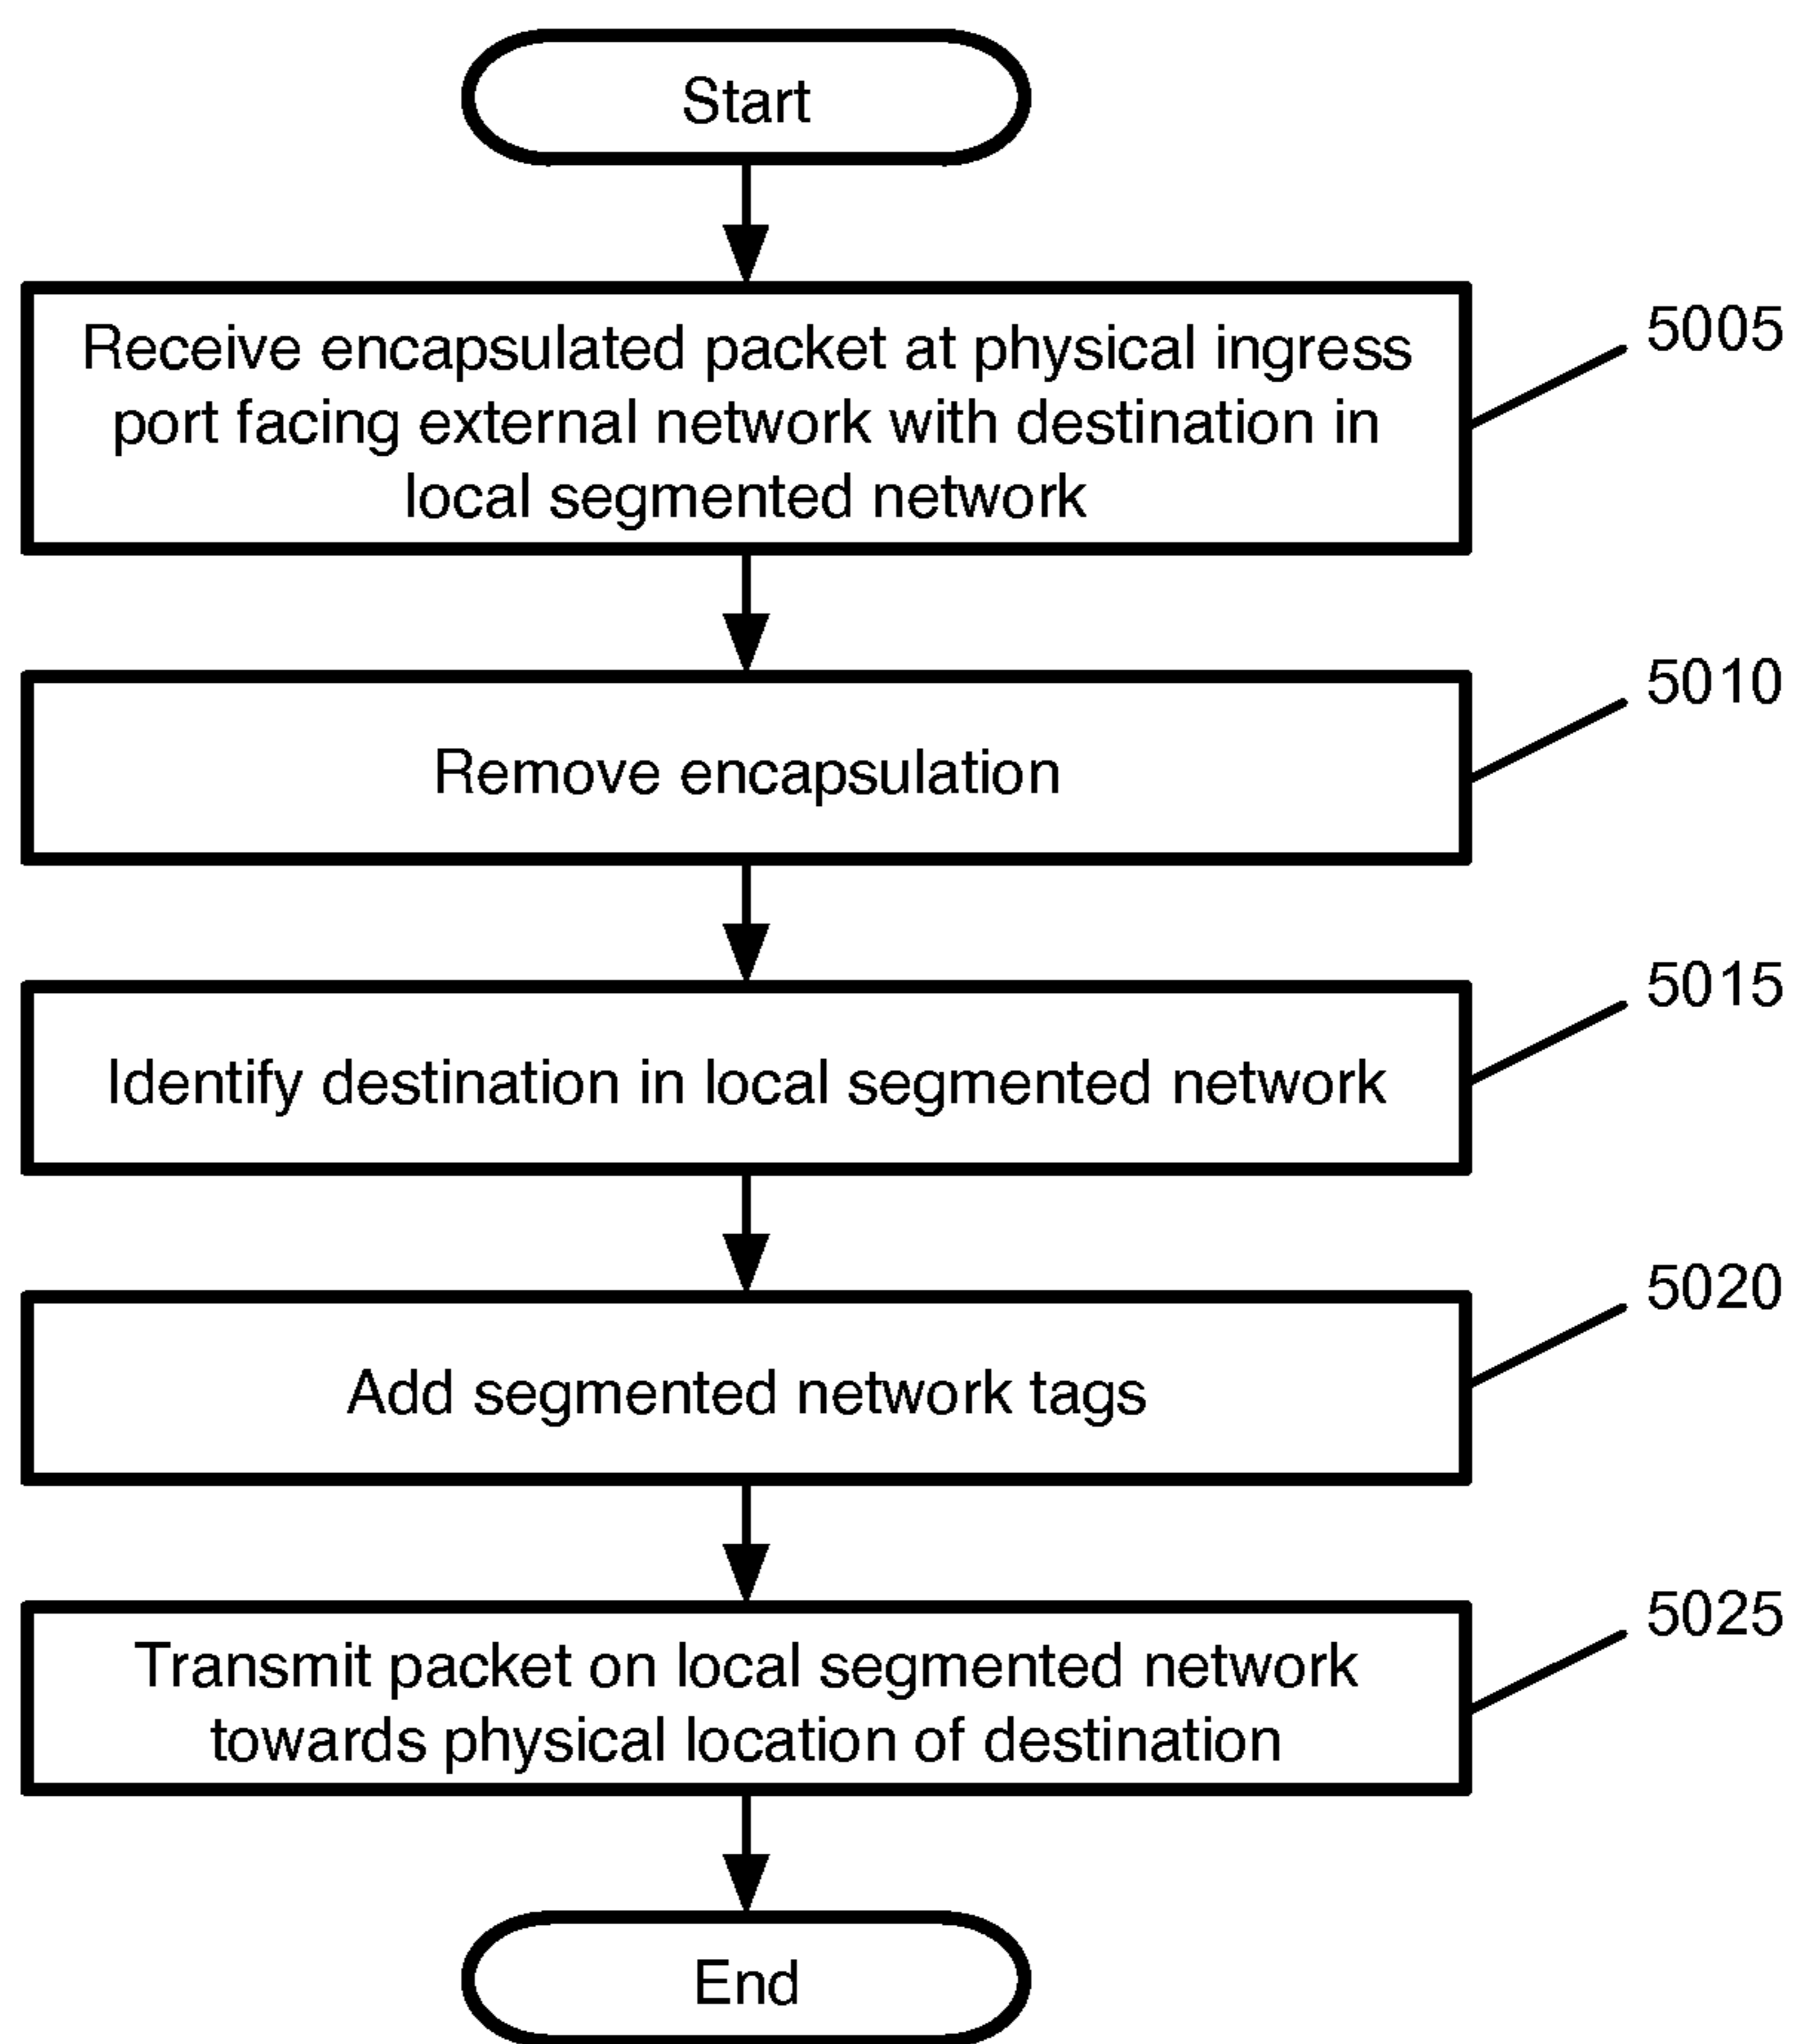 Start
Receive encapsulated packet at physical ingress
port facing external network with destination in
local segmented network
5005
Remove encapsulation
5010
Identify destination in local segmented network
5015
Add segmented network tags
5020
Transmit packet on local segmented network
towards physical location of destination
5025
End